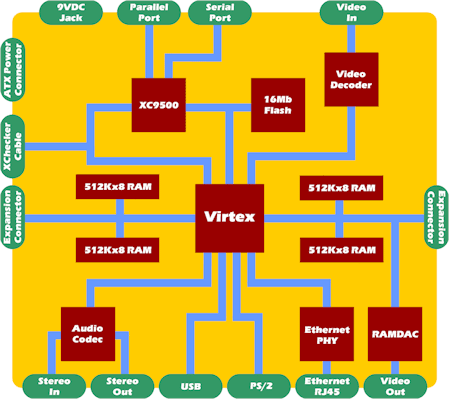 9VDC
Jack
Parallel
Port
Serial
Port
Video
In
ATX Power
Connector
XC9500
16Mb
Flash
Video
Decoder
XChecker
Cable
512Kx8 RAM
512Kx8 RAM
Expansion
Connector
Virtex
Expansion
Connector
512Kx8 RAM
512Kx8 RAM
Audio
Codec
Ethernet
PHY
RAMDAC
Stereo
In
Stereo
Out
USB
PS/2
Ethernet
RJ45
Video
Out